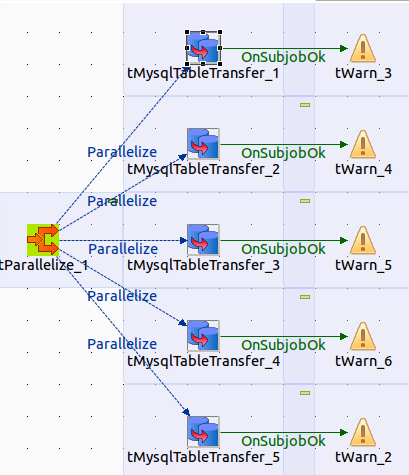 OnSubjobOk
tMysqlTableTransfer_1
tWarn_3
Parallelize
OnSubjobOk
tMysqlTableTransfer_2
tWarn_4
Parallelize
Parallelize
OnSubjobOk
tParallelize_1
tMysqlTableTransfer_3
tWarn_5
Parallelize
Parallelize
OnSubjobOk
tMysqlTableTransfer_4
tWarn_6
OnSubjobOk
tMysqlTableTransfer_5
tWarn_2